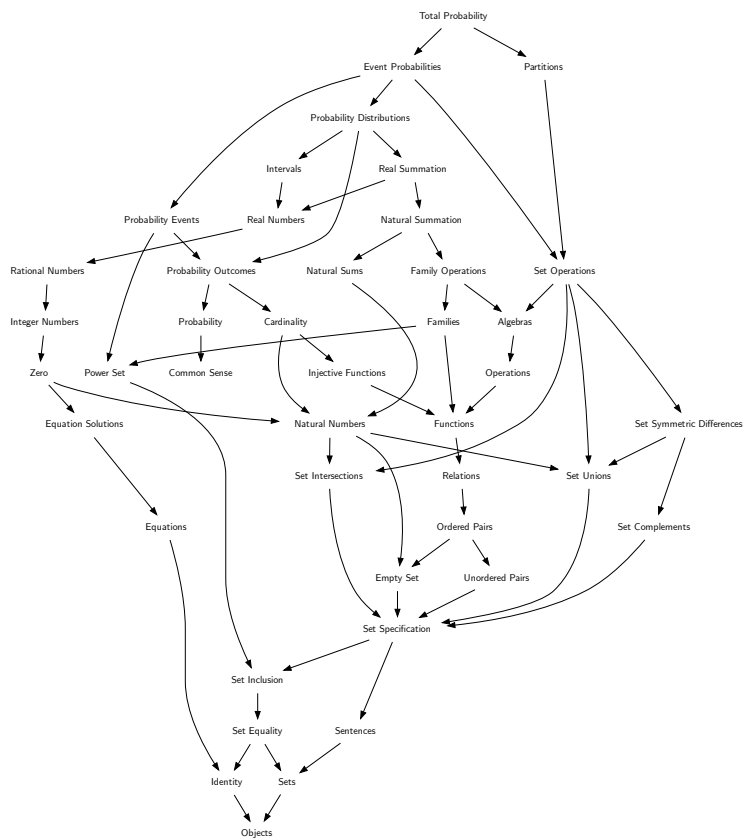 Total Probability
Event Probabilities
Partitions
Probability Distributions
Intervals
Real Summation
Probability Events
Real Numbers
Natural Summation
Rational Numbers
Probability Outcomes
Natural Sums
Family Operations
Set Operations
Integer Numbers
Probability
Cardinality
Families
Algebras
Zero
Power Set
Common Sense
Injective Functions
Operations
Equation Solutions
Natural Numbers
Functions
Set Symmetric Differences
Set Intersections
Relations
Set Unions
Equations
Ordered Pairs
Set Complements
Empty Set
Unordered Pairs
Set Specification
Set Inclusion
Set Equality
Sentences
Identity
Sets
Objects